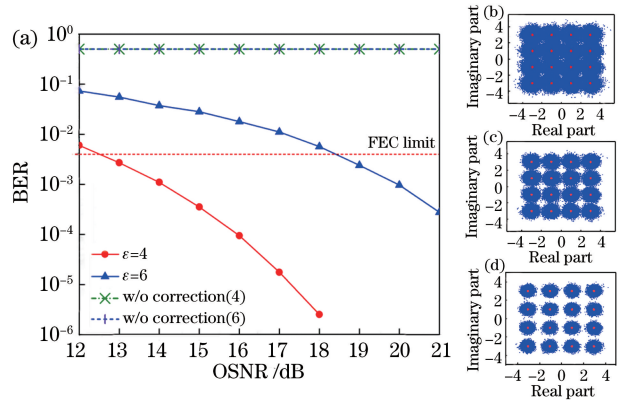 (a)
BER
10⁰
10⁻¹
10⁻²
10⁻³
10⁻⁴
10⁻⁵
10⁻⁶
FEC limit
ε=4
ε=6
w/o correction(4)
w/o correction(6)
12 13 14 15 16 17 18 19 20 21
OSNR /dB
(b)
Imaginary part
4
2
0
−2
−4
−4 −2 0 2 4
Real part
(c)
Imaginary part
4
2
0
−2
−4
−4 −2 0 2 4
Real part
(d)
Imaginary part
4
2
0
−2
−4
−4 −2 0 2 4
Real part